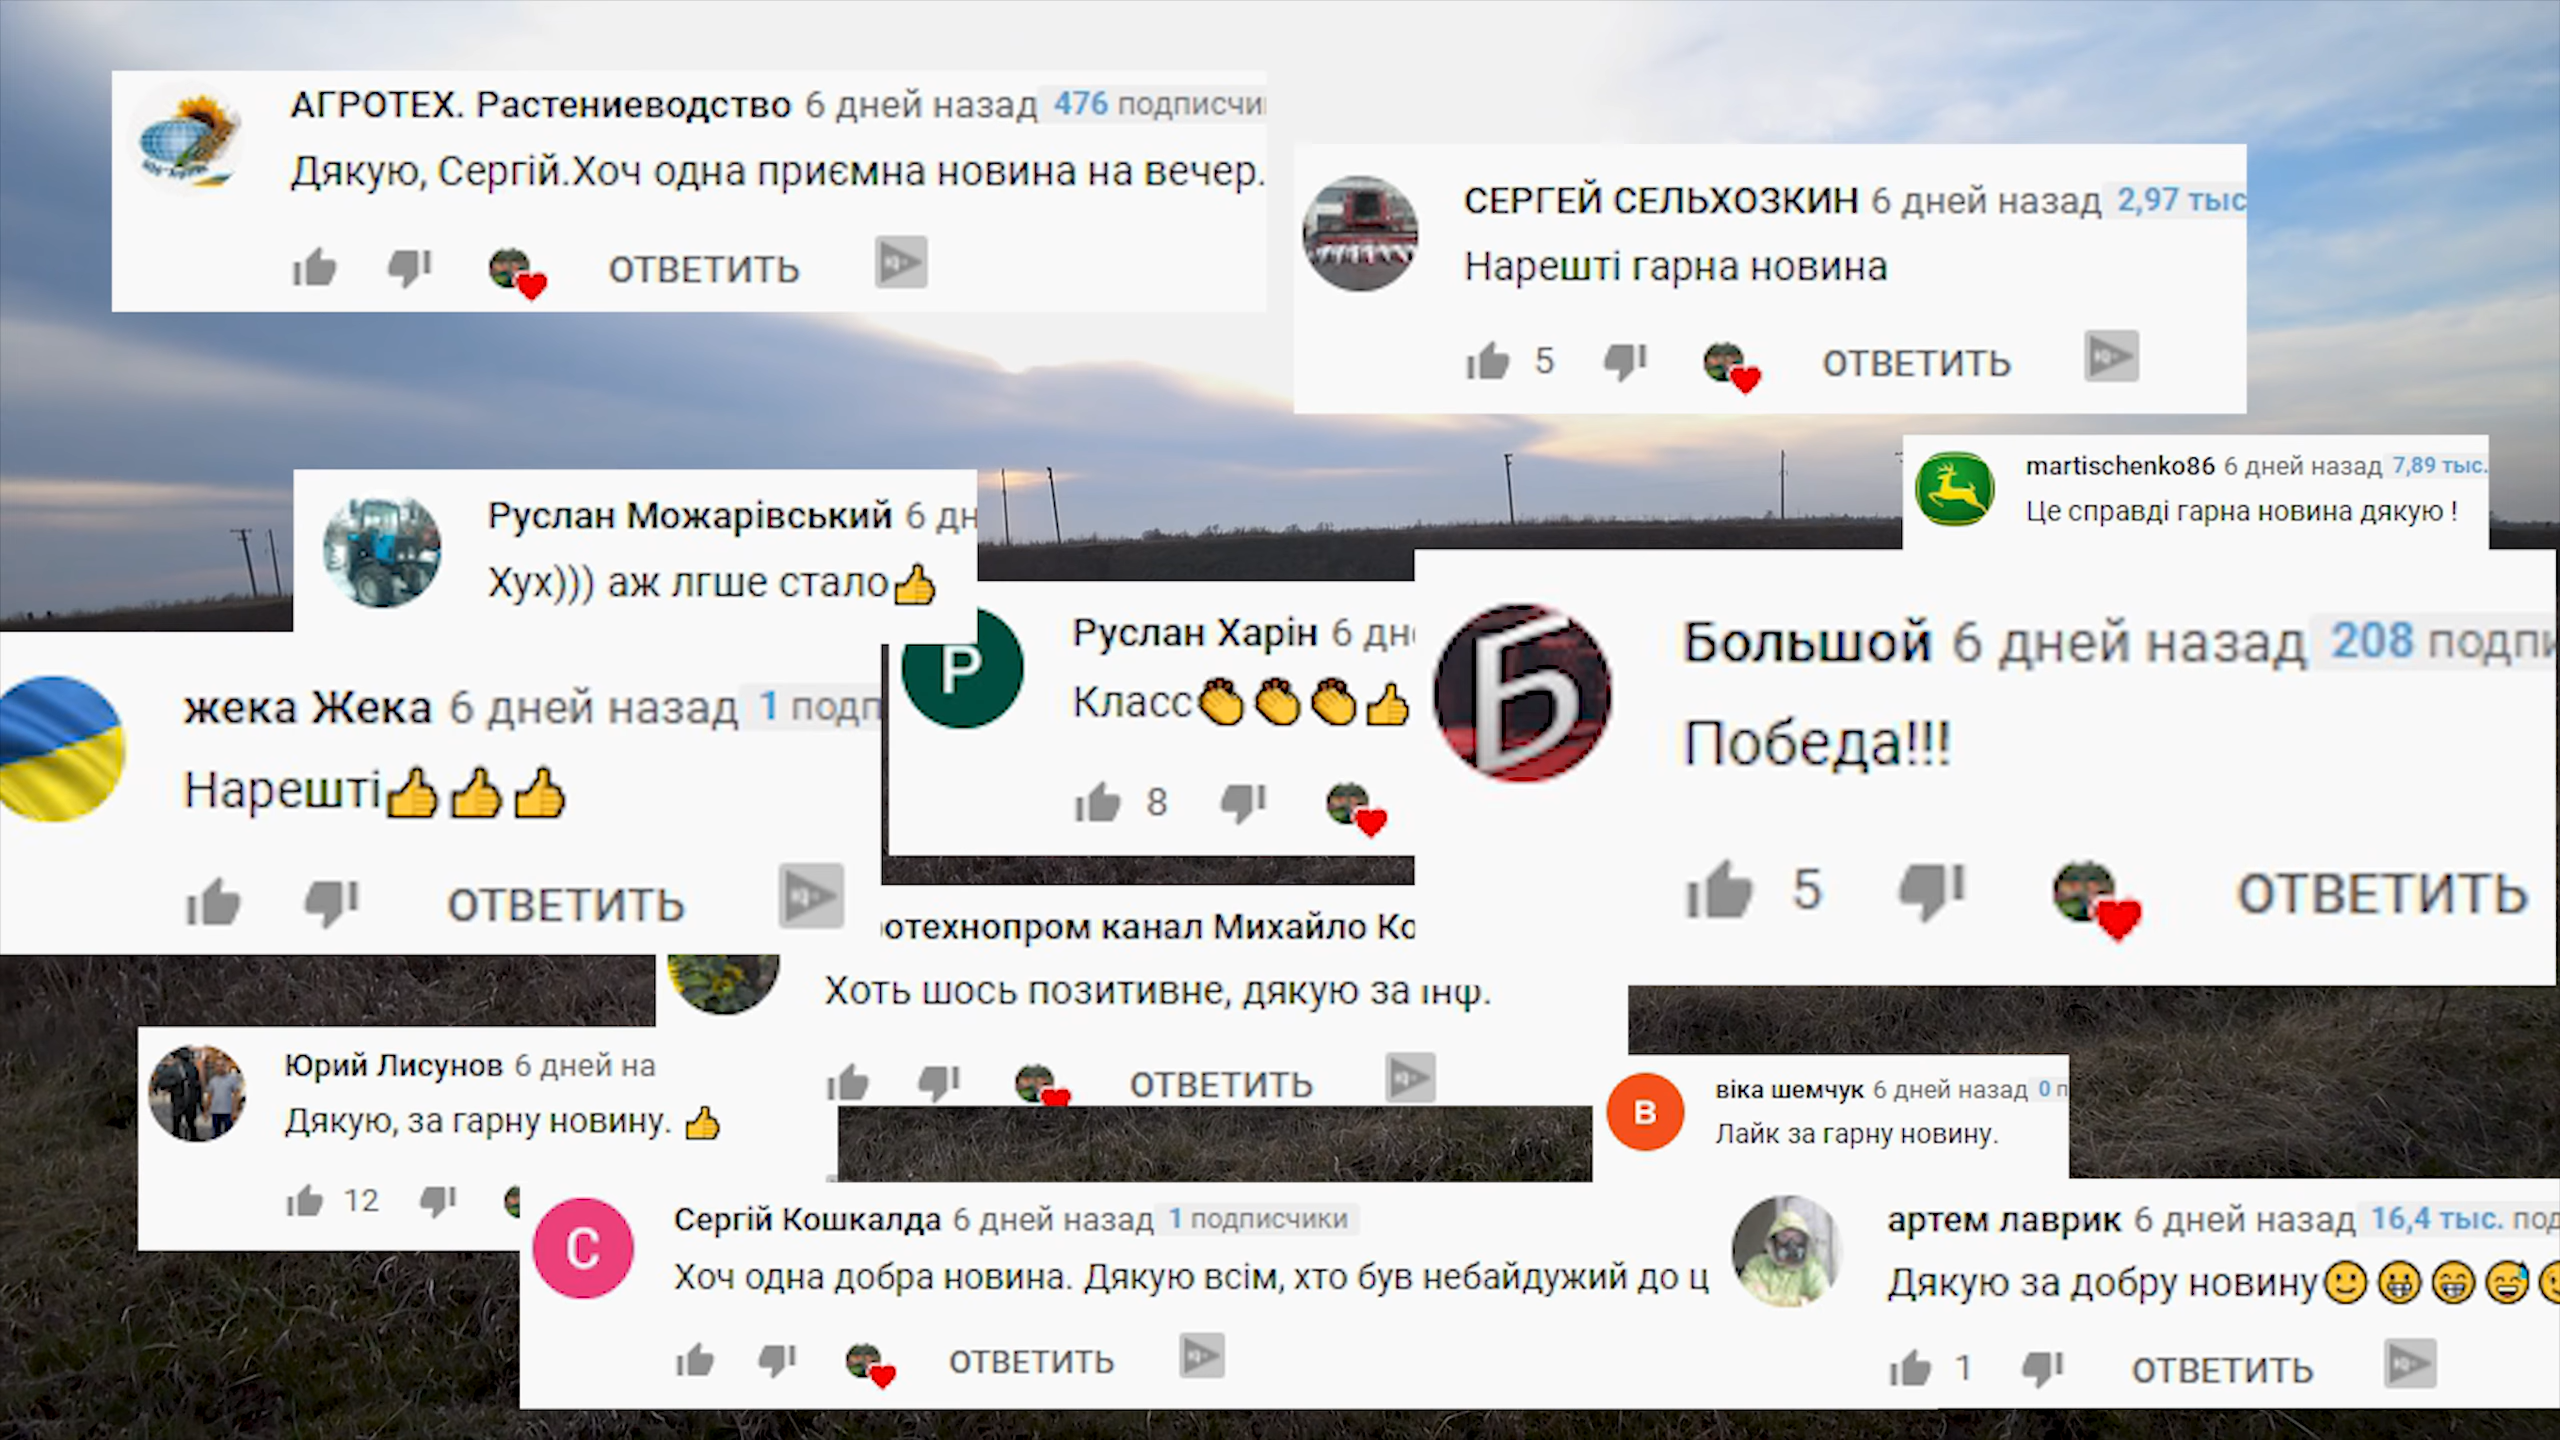 АГРОТЕХ. Растениеводство 6 дней назад 476 подписчи
Дякую, Сергій.Хоч одна приємна новина на вечер.
ОТВЕТИТЬ
СЕРГЕЙ СЕЛЬХОЗКИН 6 дней назад 2,97 тыс
Нарешті гарна новина
5 ОТВЕТИТЬ
martischenko86 6 дней назад 7,89 тыс.
Це справді гарна новина дякую !
Руслан Можарівський 6 дн
Хух))) аж лгше стало👍
Р
Руслан Харін 6 дн
Класс👏👏👏👍
8
Б
Большой 6 дней назад 208 подпи
Победа!!!
5 ОТВЕТИТЬ
жека Жека 6 дней назад 1 подп
Нарешті👍👍👍
ОТВЕТИТЬ
отехнопром канал Михайло Ко
Хоть шось позитивне, дякую за інф.
ОТВЕТИТЬ
Юрий Лисунов 6 дней на
Дякую, за гарну новину. 👍
12
В
віка шемчук 6 дней назад 0 п
Лайк за гарну новину.
С
Сергій Кошкалда 6 дней назад 1 подписчики
Хоч одна добра новина. Дякую всім, хто був небайдужий до ц
ОТВЕТИТЬ
артем лаврик 6 дней назад 16,4 тыс. под
Дякую за добру новину🙂😀😁😅
1 ОТВЕТИТЬ